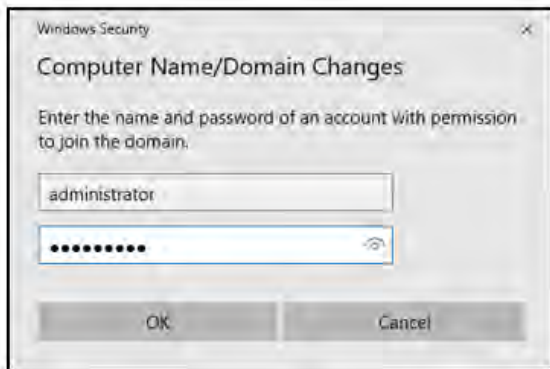 Windows Security
Computer Name/Domain Changes
Enter the name and password of an account with permission
to join the domain.
administrator
●●●●●●●●●
OK
Cancel